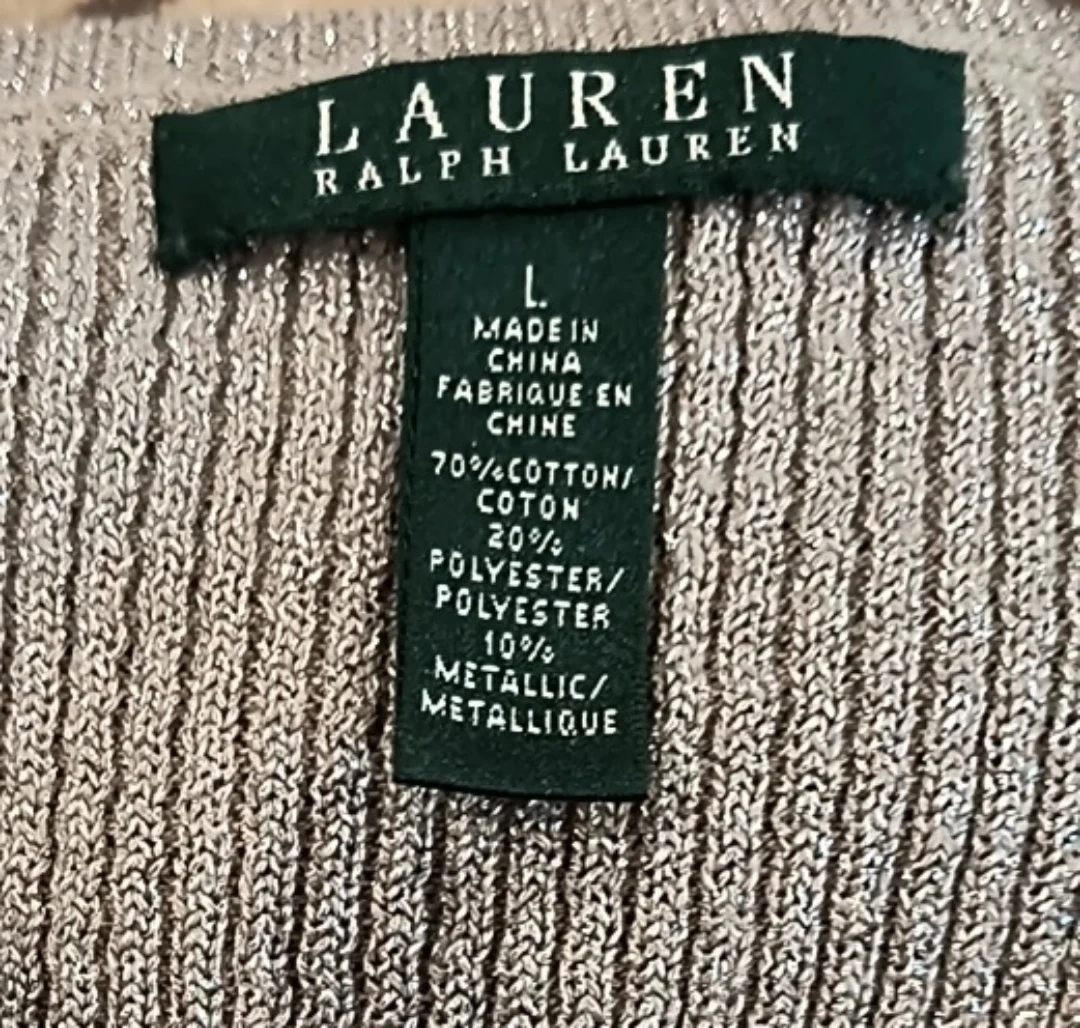 LAUREN
RALPH LAUREN
L
MADE IN
CHINA
FABRIQUE EN
CHINE
70% COTTON/
COTON
20%
POLYESTER/
POLYESTER
10%
METALLIC/
METALLIQUE